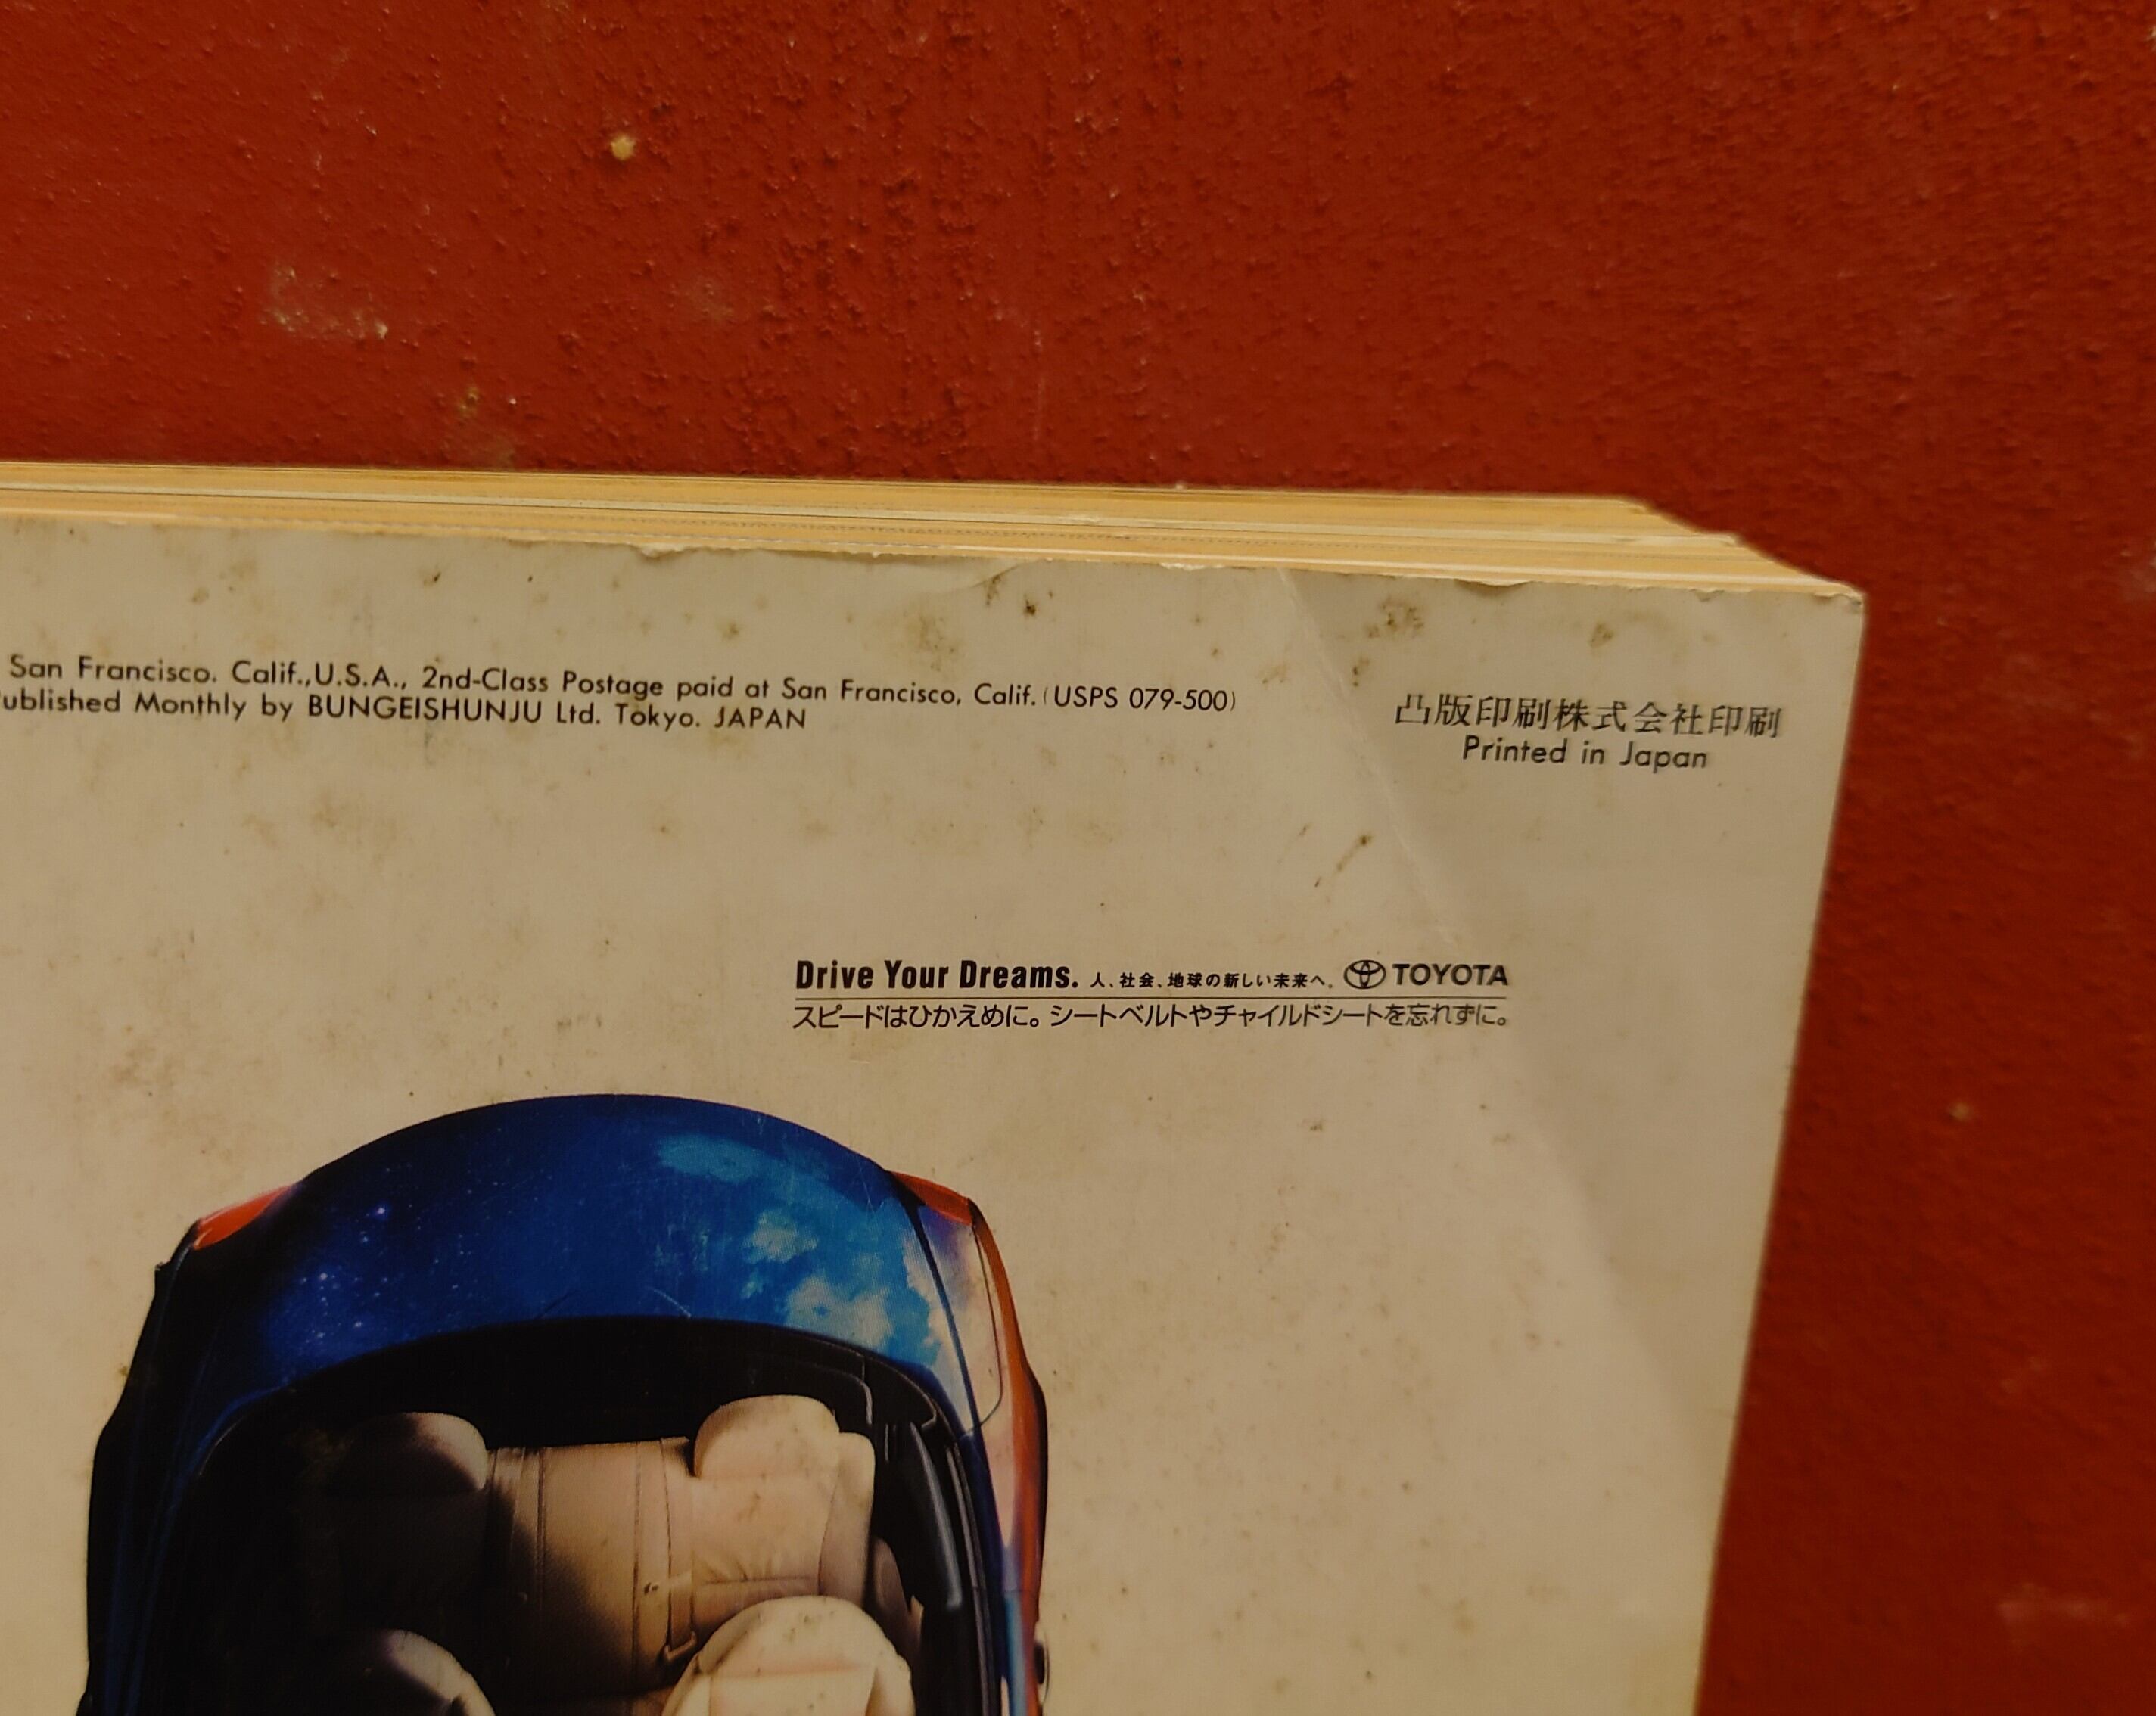 San Francisco. Calif.,U.S.A., 2nd-Class Postage paid at San Francisco, Calif. (USPS 079-500)
ublished Monthly by BUNGEISHUNJU Ltd. Tokyo. JAPAN
凸版印刷株式会社印刷
Printed in Japan
Drive Your Dreams. 人、社会、地球の新しい未来へ。 TOYOTA
スピードはひかえめに。シートベルトやチャイルドシートを忘れずに。